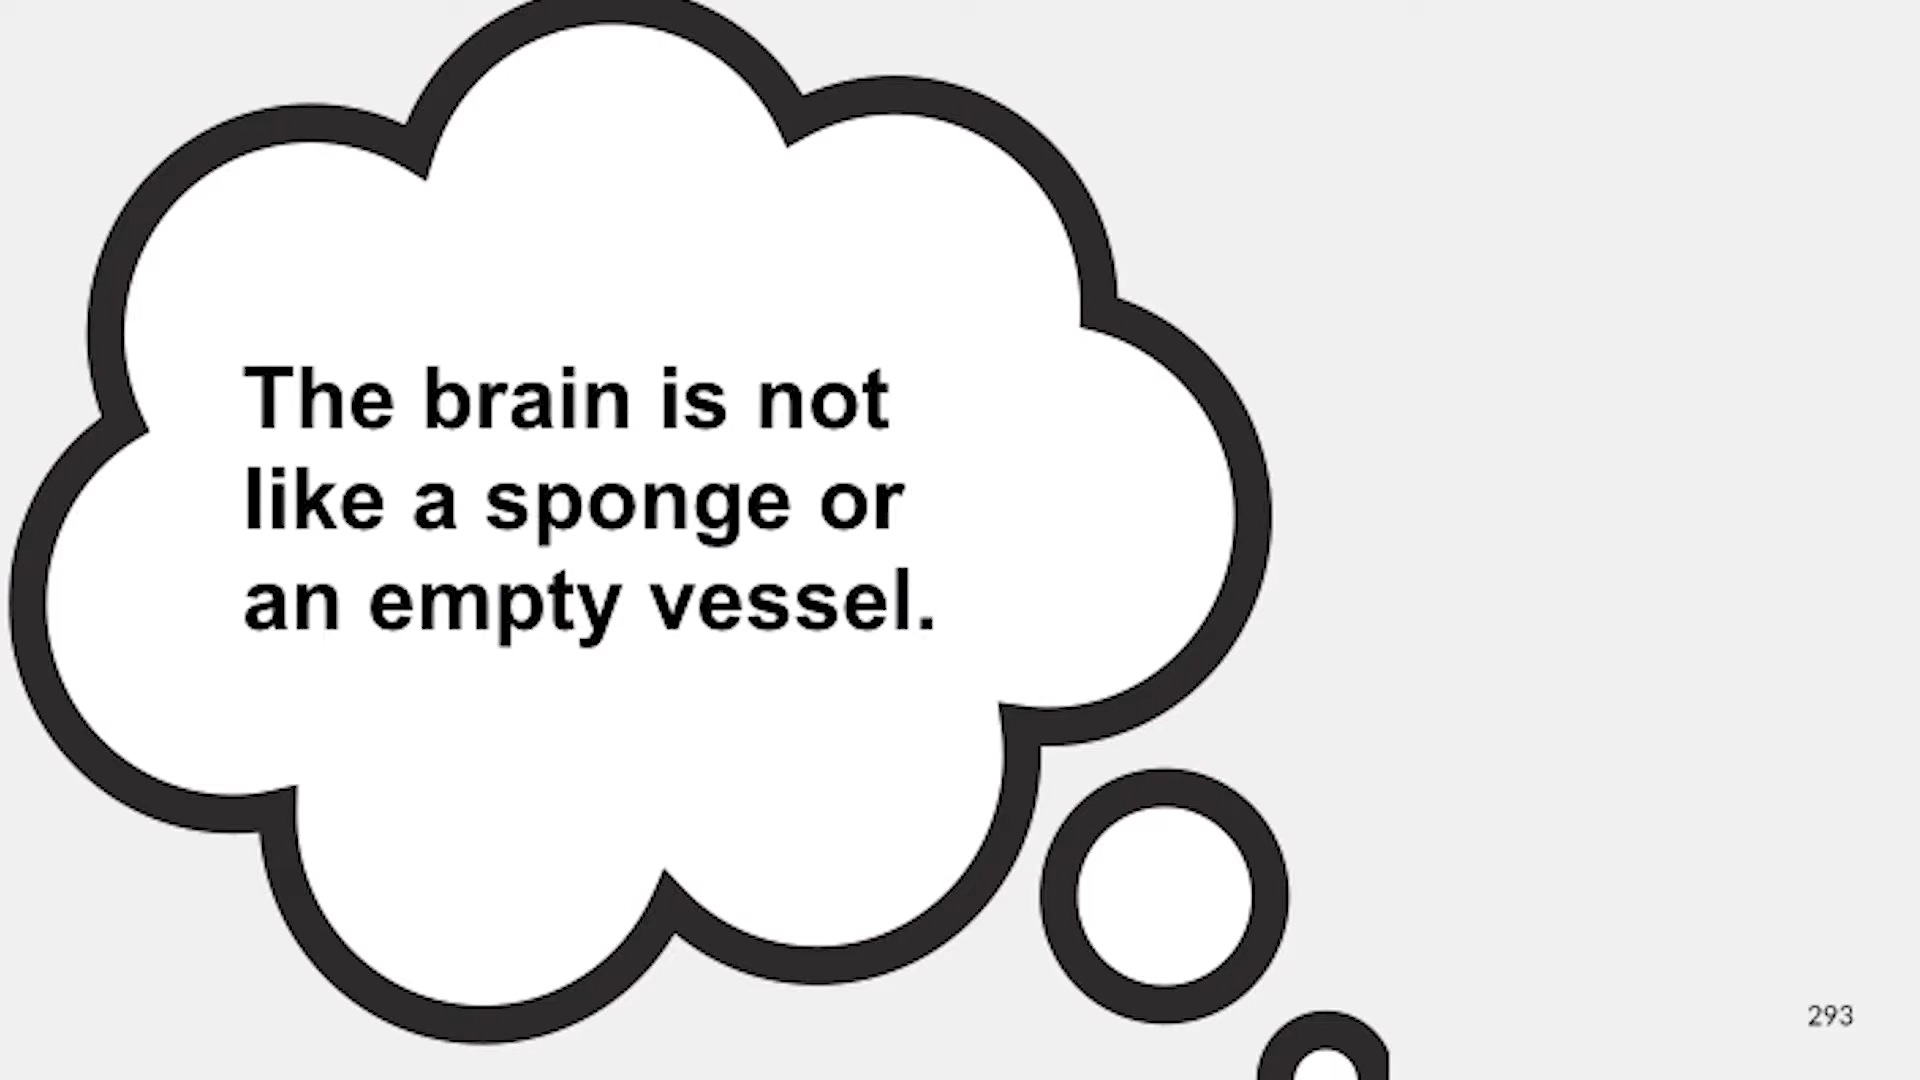 The brain is not
like a sponge or
an empty vessel.
293